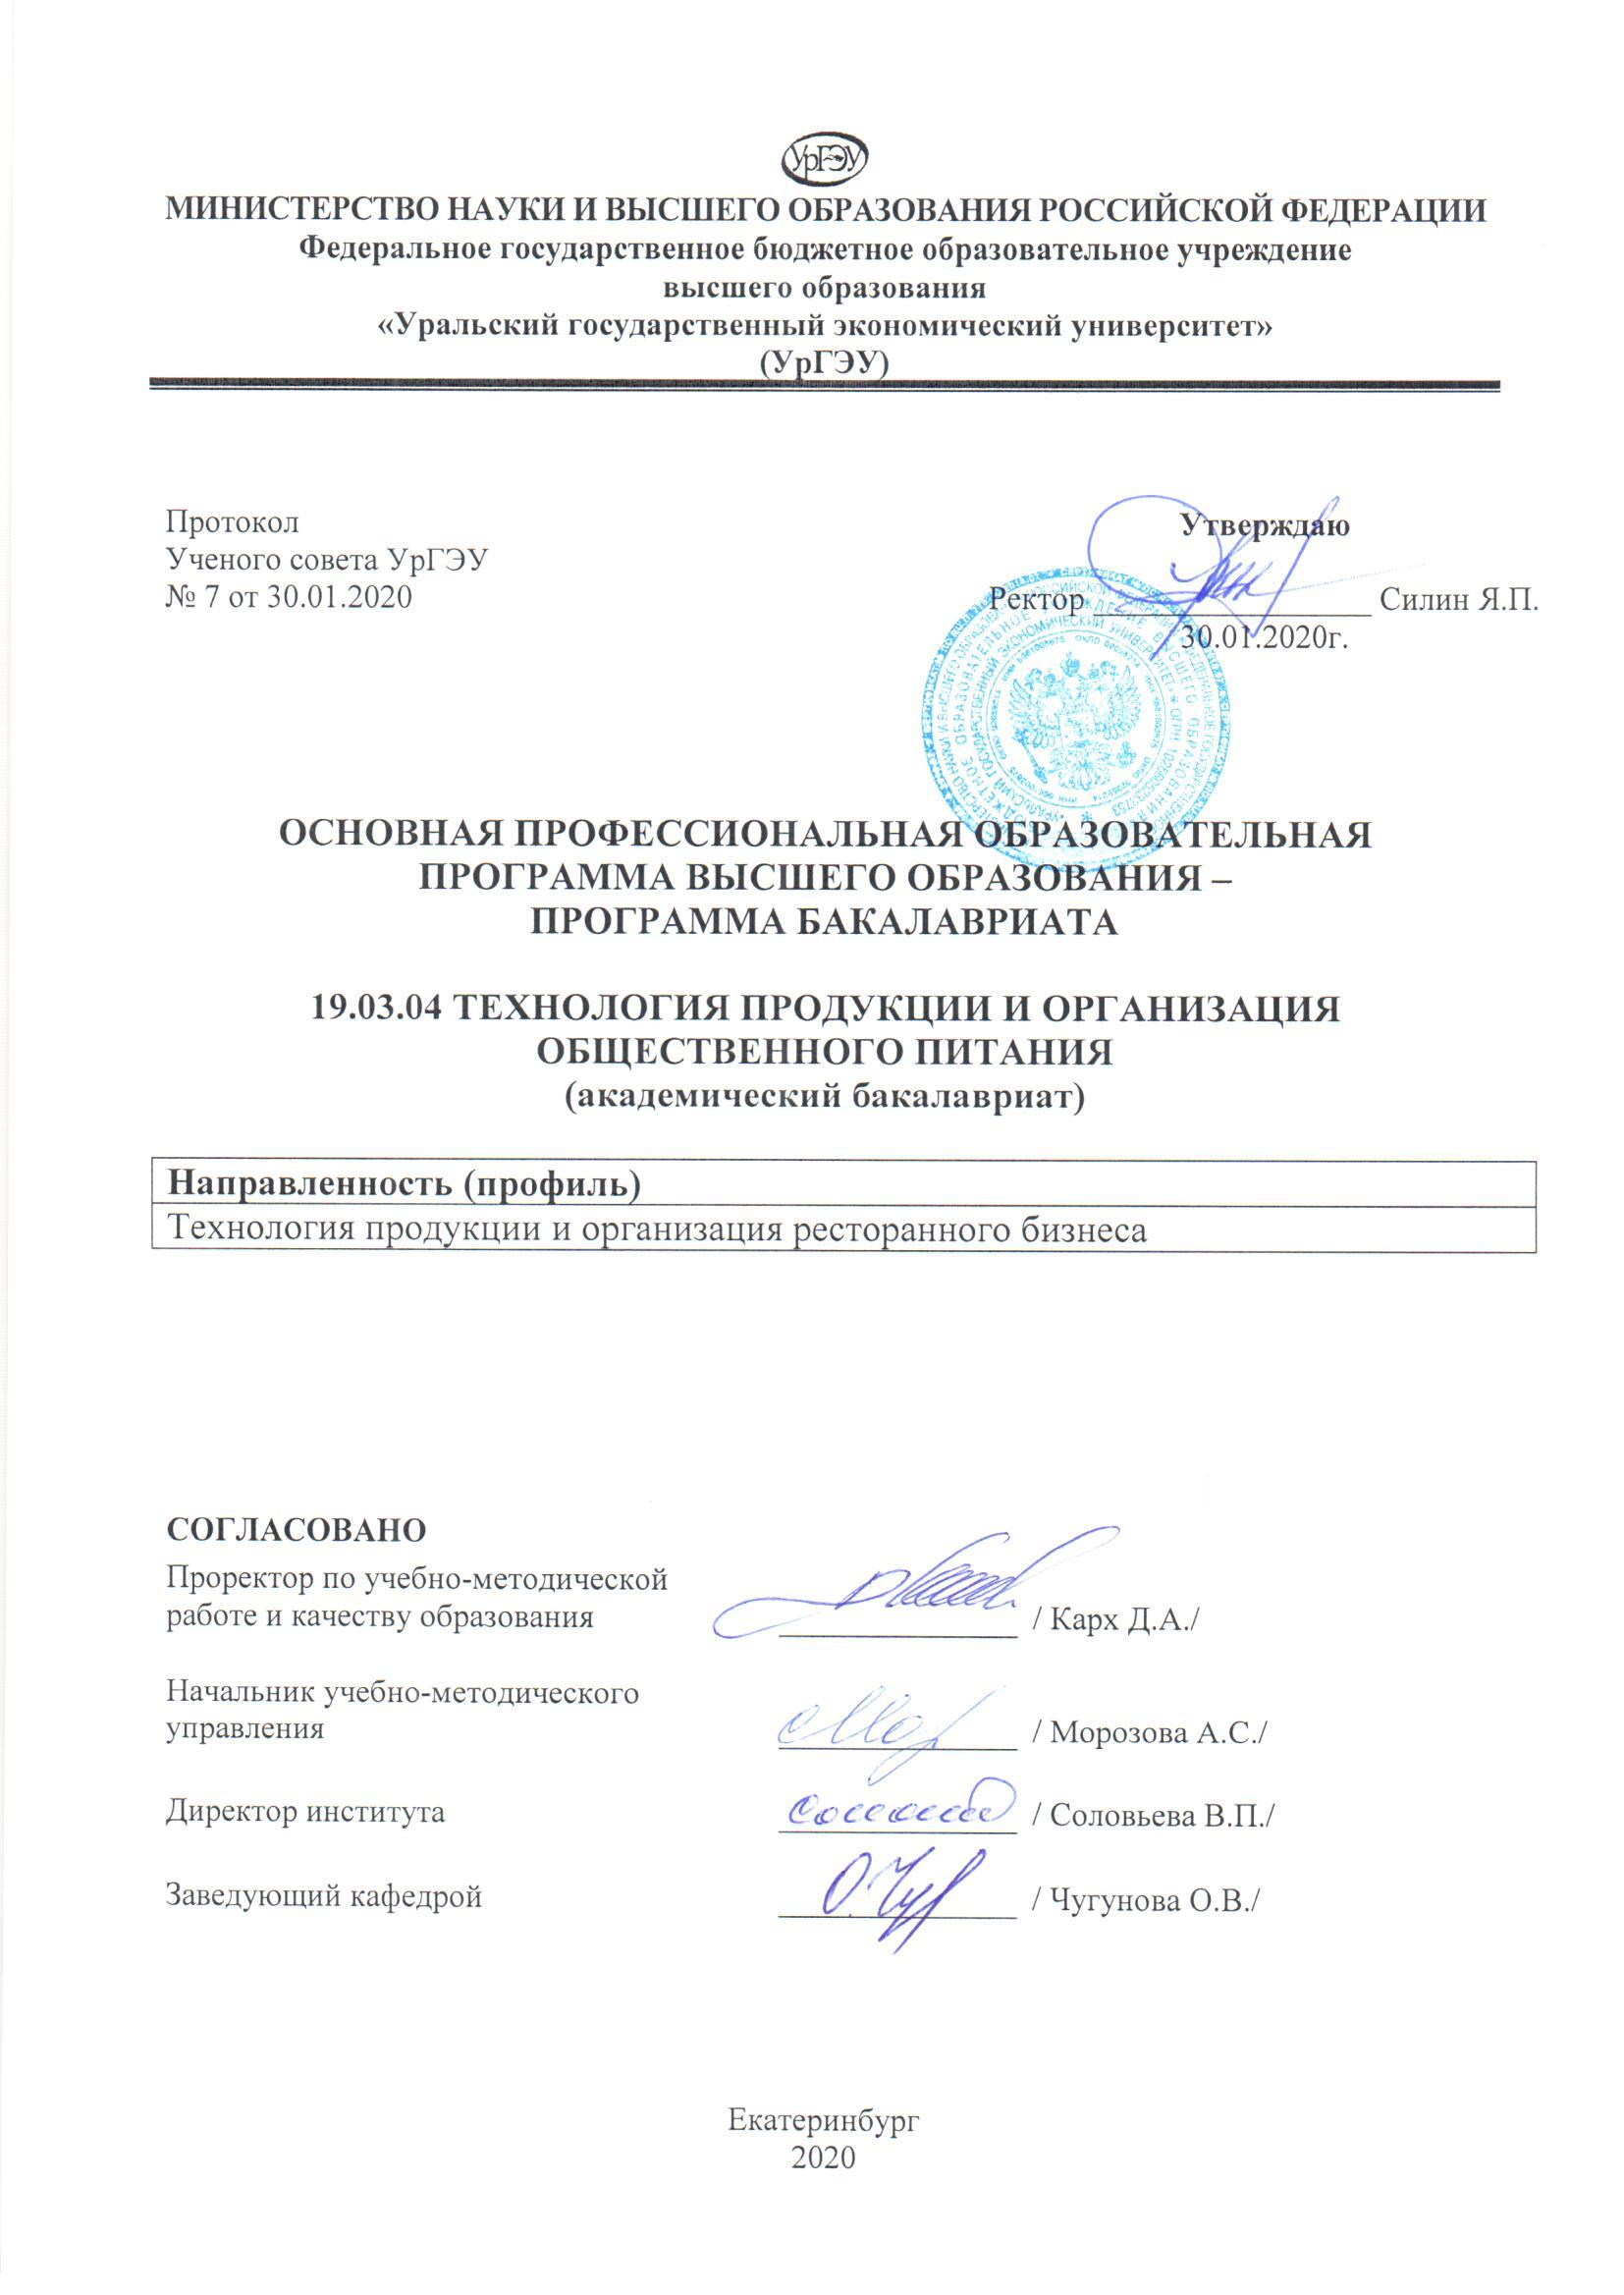 УрГЭУ
МИНИСТЕРСТВО НАУКИ И ВЫСШЕГО ОБРАЗОВАНИЯ РОССИЙСКОЙ ФЕДЕРАЦИИ
Федеральное государственное бюджетное образовательное учреждение
высшего образования
«Уральский государственный экономический университет»
(УрГЭУ)
Протокол
Ученого совета УрГЭУ
№ 7 от 30.01.2020
Утверждаю
Ректор Силин Я.П.
30.01.2020г.
ОСНОВНАЯ ПРОФЕССИОНАЛЬНАЯ ОБРАЗОВАТЕЛЬНАЯ
ПРОГРАММА ВЫСШЕГО ОБРАЗОВАНИЯ –
ПРОГРАММА БАКАЛАВРИАТА
19.03.04 ТЕХНОЛОГИЯ ПРОДУКЦИИ И ОРГАНИЗАЦИЯ
ОБЩЕСТВЕННОГО ПИТАНИЯ
(академический бакалавриат)
Направленность (профиль)
Технология продукции и организация ресторанного бизнеса
СОГЛАСОВАНО
Проректор по учебно-методической
работе и качеству образования / Карх Д.А./
Начальник учебно-методического
управления / Морозова А.С./
Директор института / Соловьева В.П./
Заведующий кафедрой / Чугунова О.В./
Екатеринбург
2020